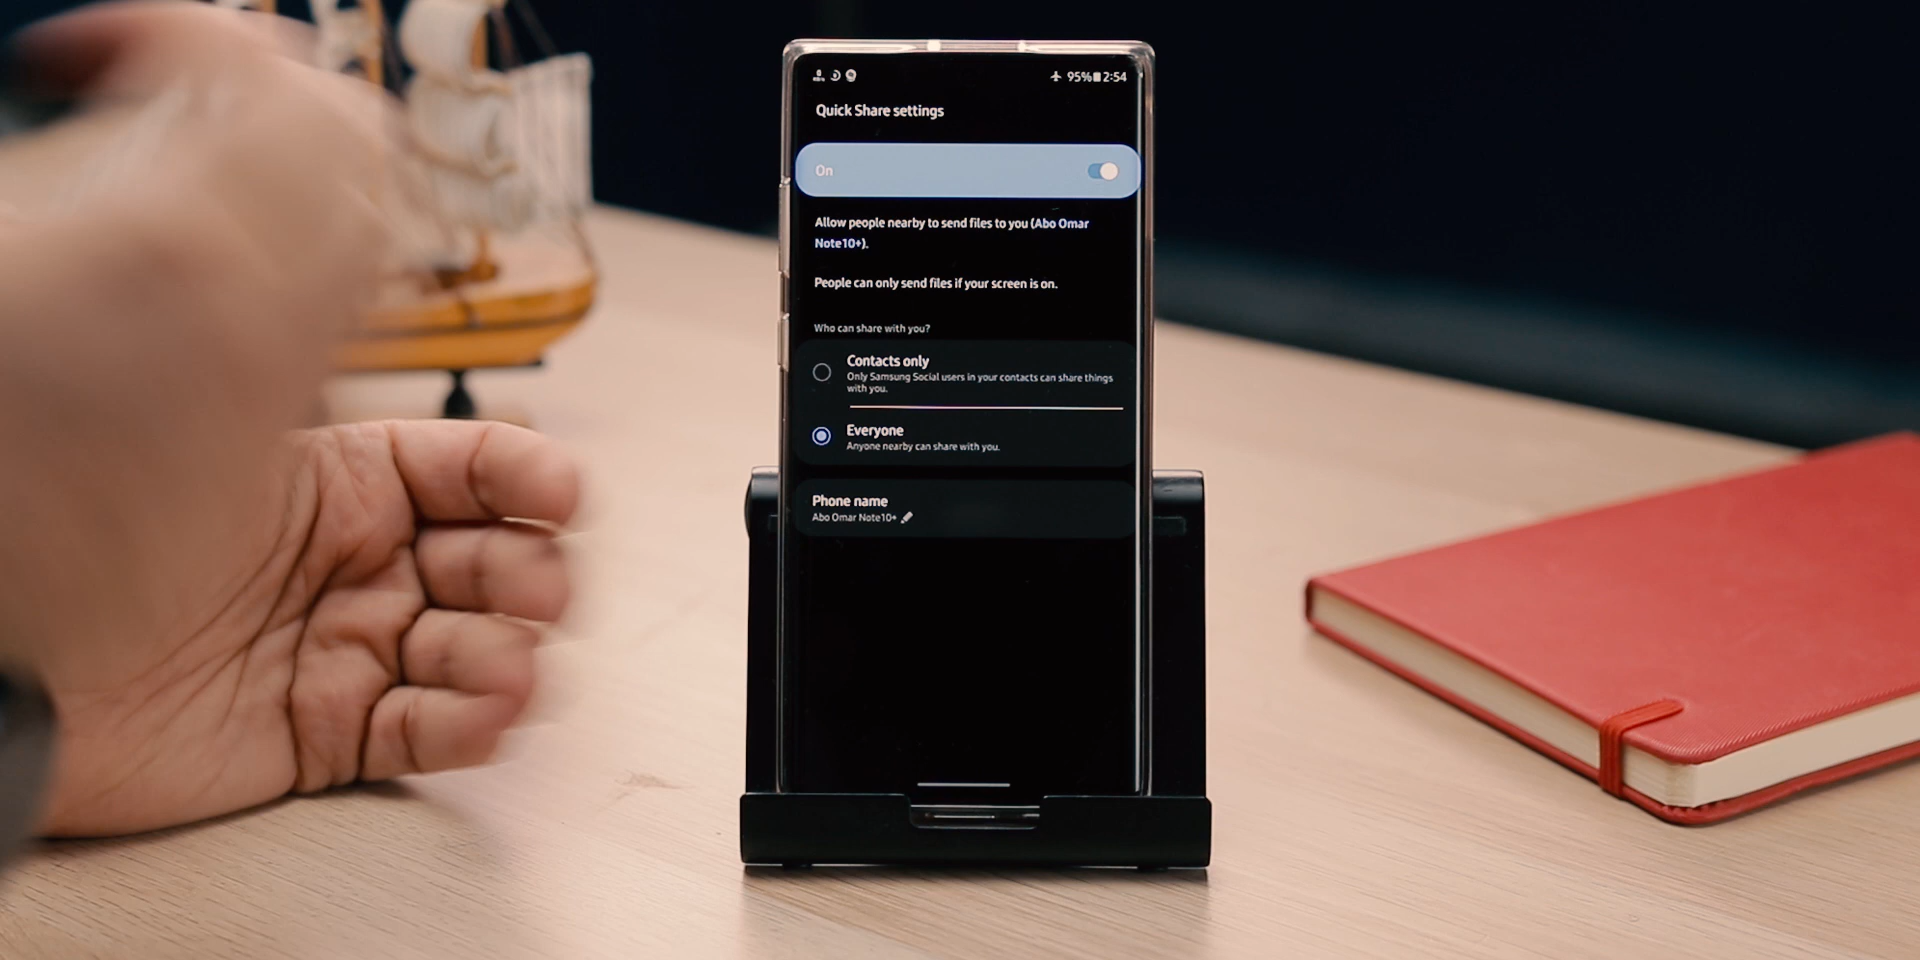 95% 2:54
Quick Share settings
On
Allow people nearby to send files to you (Abo Omar
Note10+).
People can only send files if your screen is on.
Who can share with you?
Contacts only
Only Samsung Social users in your contacts can share things
with you.
Everyone
Anyone nearby can share with you.
Phone name
Abo Omar Note10+